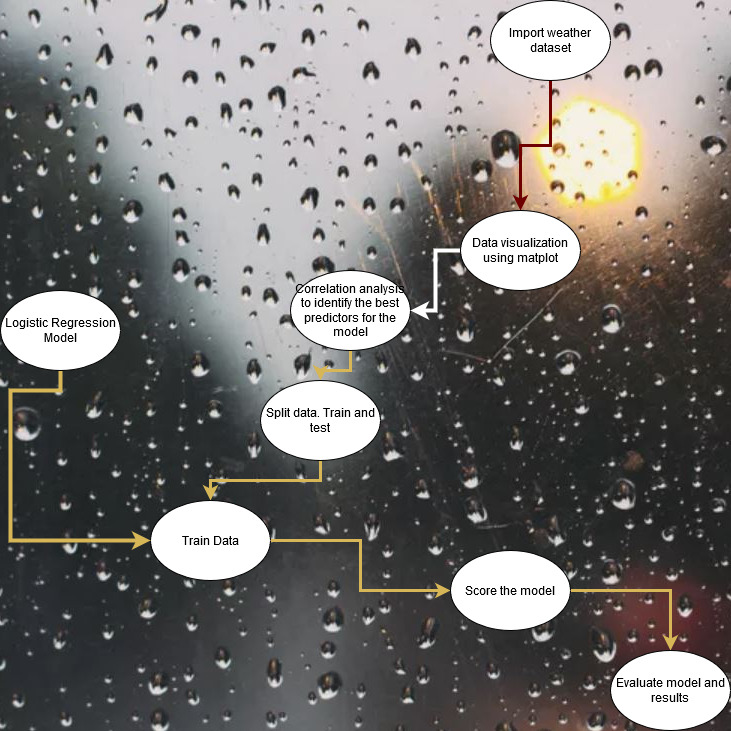 Import weather
dataset
Data visualization
using matplot
Correlation analysis
to identify the best
predictors for the
model
Logistic Regression
Model
Split data. Train and
test
Train Data
Score the model
Evaluate model and
results